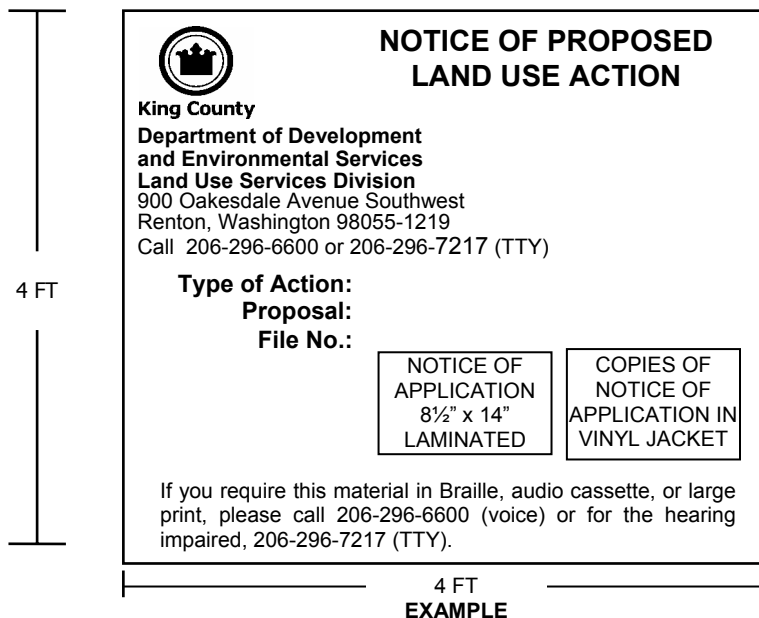 NOTICE OF PROPOSED
LAND USE ACTION
King County
Department of Development
and Environmental Services
Land Use Services Division
900 Oakesdale Avenue Southwest
Renton, Washington 98055-1219
Call 206-296-6600 or 206-296-7217 (TTY)
4 FT
Type of Action:
Proposal:
File No.:
NOTICE OF
APPLICATION
8½” x 14”
LAMINATED
COPIES OF
NOTICE OF
APPLICATION IN
VINYL JACKET
If you require this material in Braille, audio cassette, or large
print, please call 206-296-6600 (voice) or for the hearing
impaired, 206-296-7217 (TTY).
4 FT
EXAMPLE